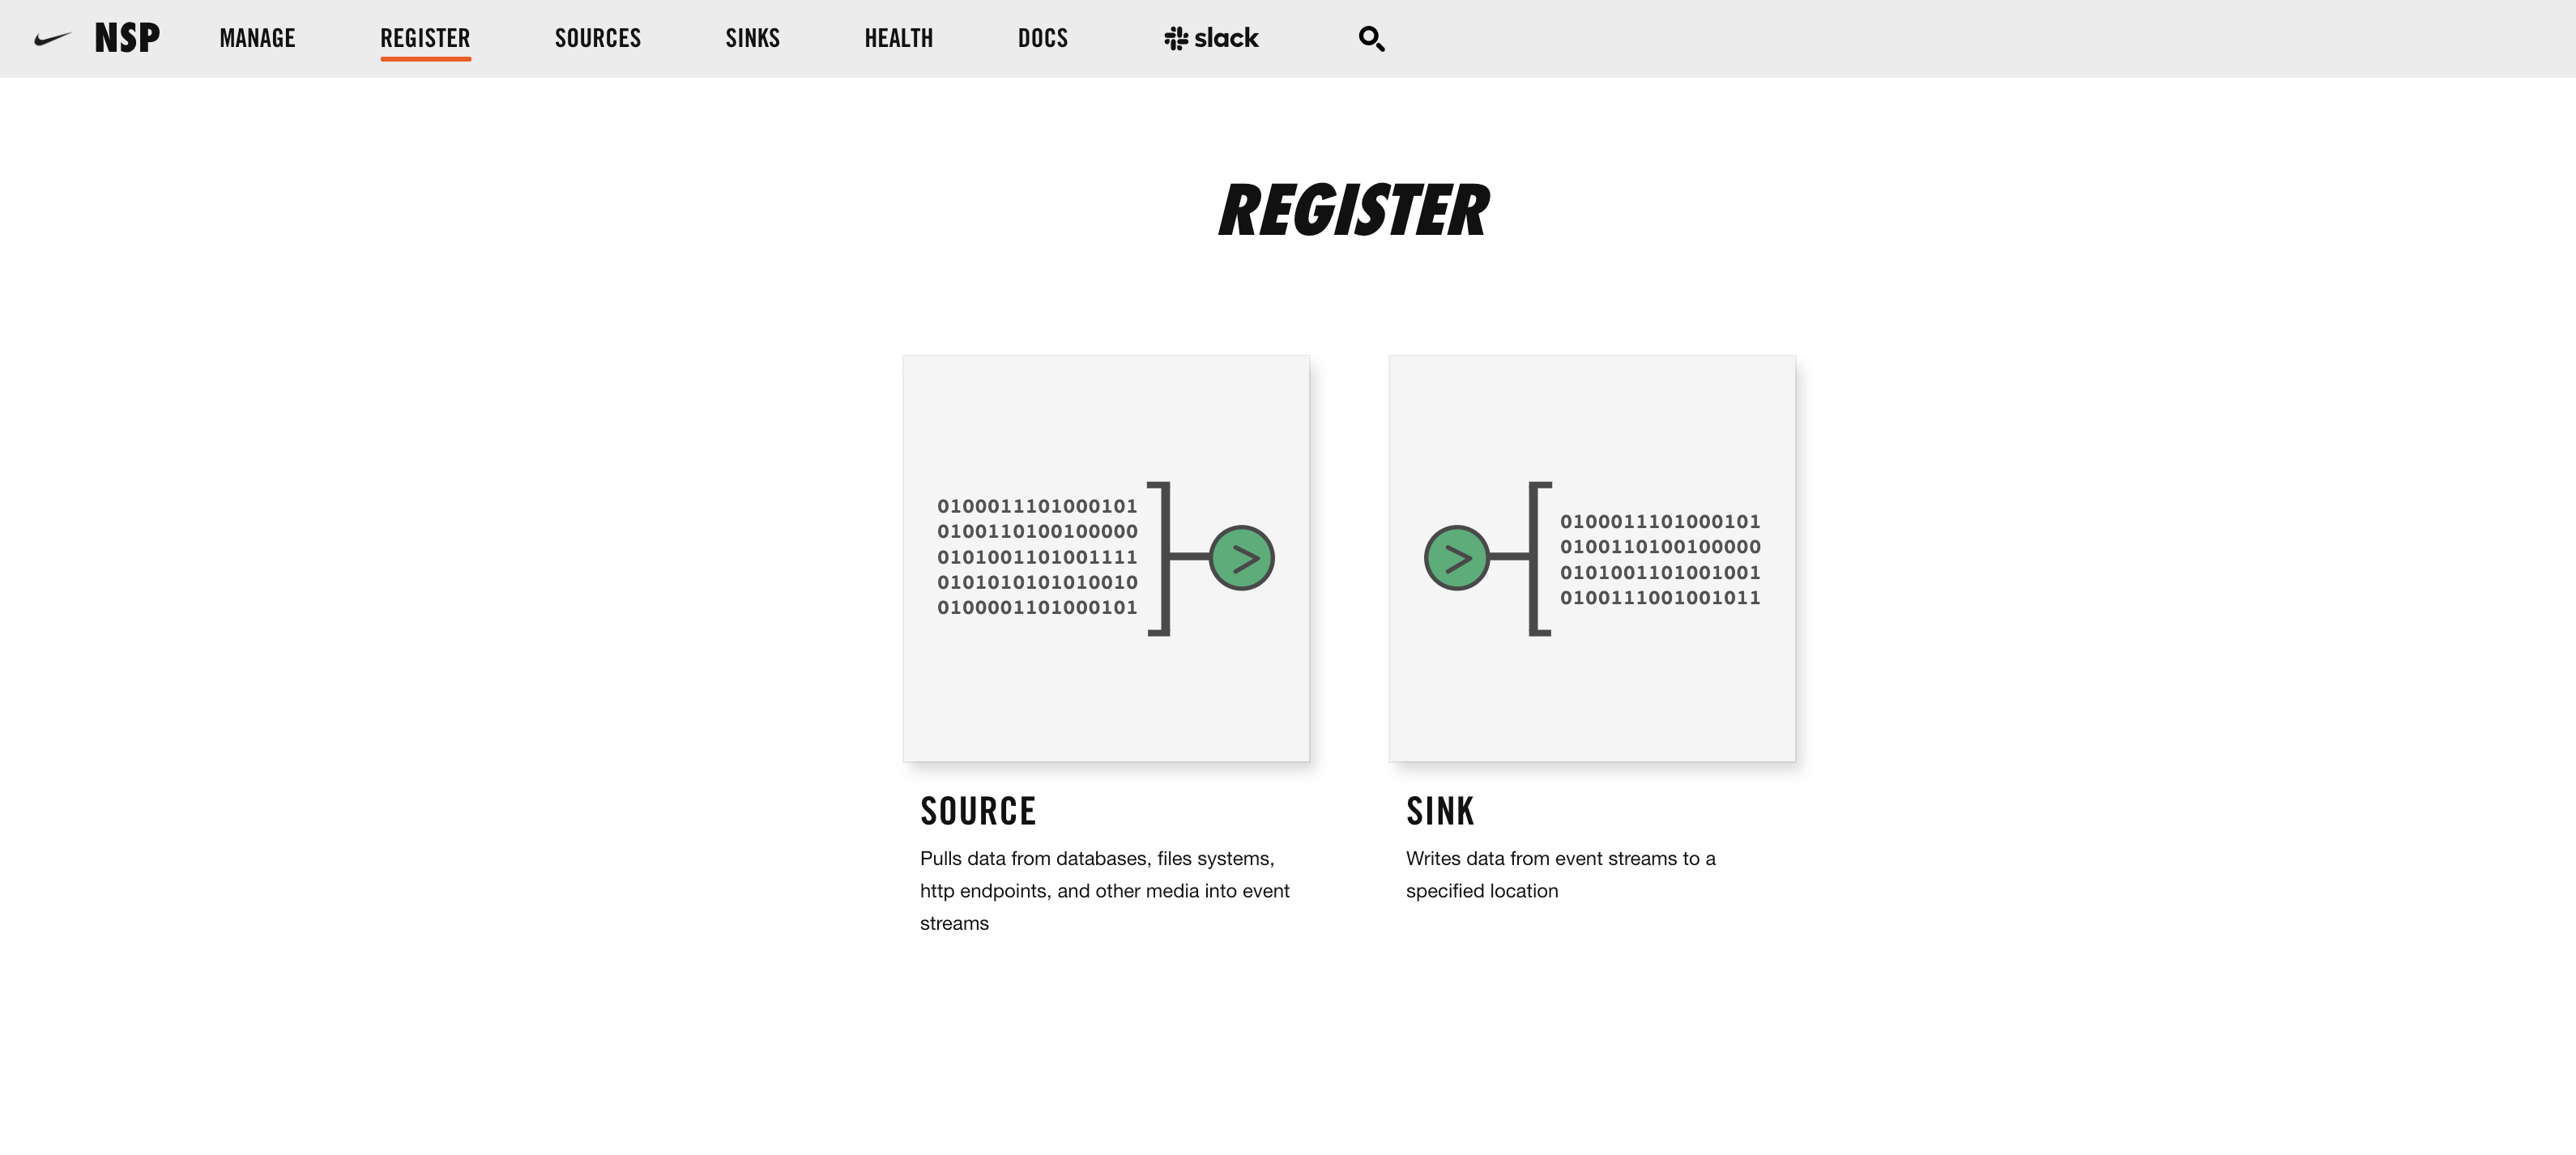 NSP MANAGE REGISTER SOURCES SINKS HEALTH DOCS slack
REGISTER
0100011101000101
0100110100100000
0101001101001111
0101010101010010
0100001101000101
0100011101000101
0100110100100000
0101001101001001
0100111001001011
SOURCE
Pulls data from databases, files systems,
http endpoints, and other media into event
streams
SINK
Writes data from event streams to a
specified location